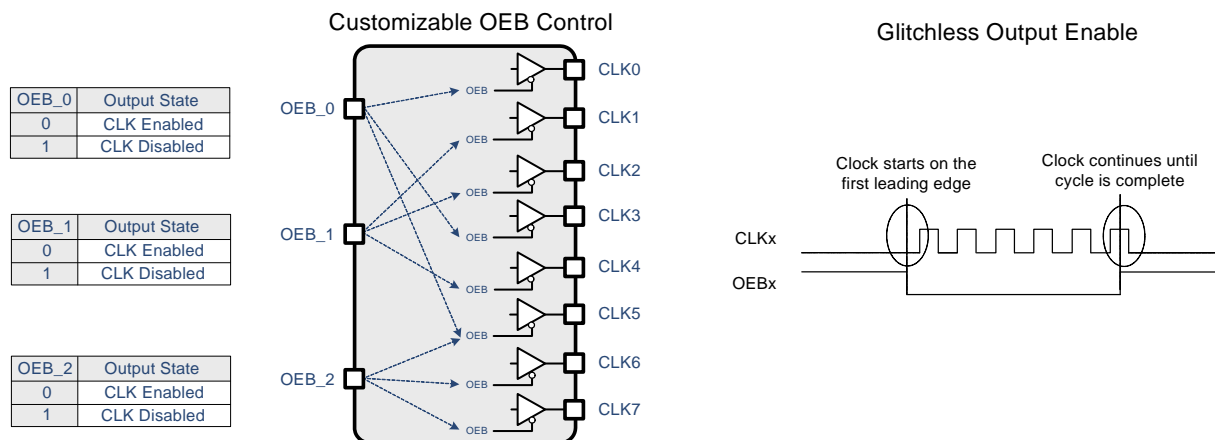 Customizable OEB Control
Glitchless Output Enable
OEB_0 Output State
0 CLK Enabled
1 CLK Disabled
OEB_1 Output State
0 CLK Enabled
1 CLK Disabled
OEB_2 Output State
0 CLK Enabled
1 CLK Disabled
OEB_0
OEB_1
OEB_2
OEB
OEB
OEB
OEB
OEB
OEB
OEB
OEB
CLK0
CLK1
CLK2
CLK3
CLK4
CLK5
CLK6
CLK7
Clock starts on the
first leading edge
Clock continues until
cycle is complete
CLKx
OEBx